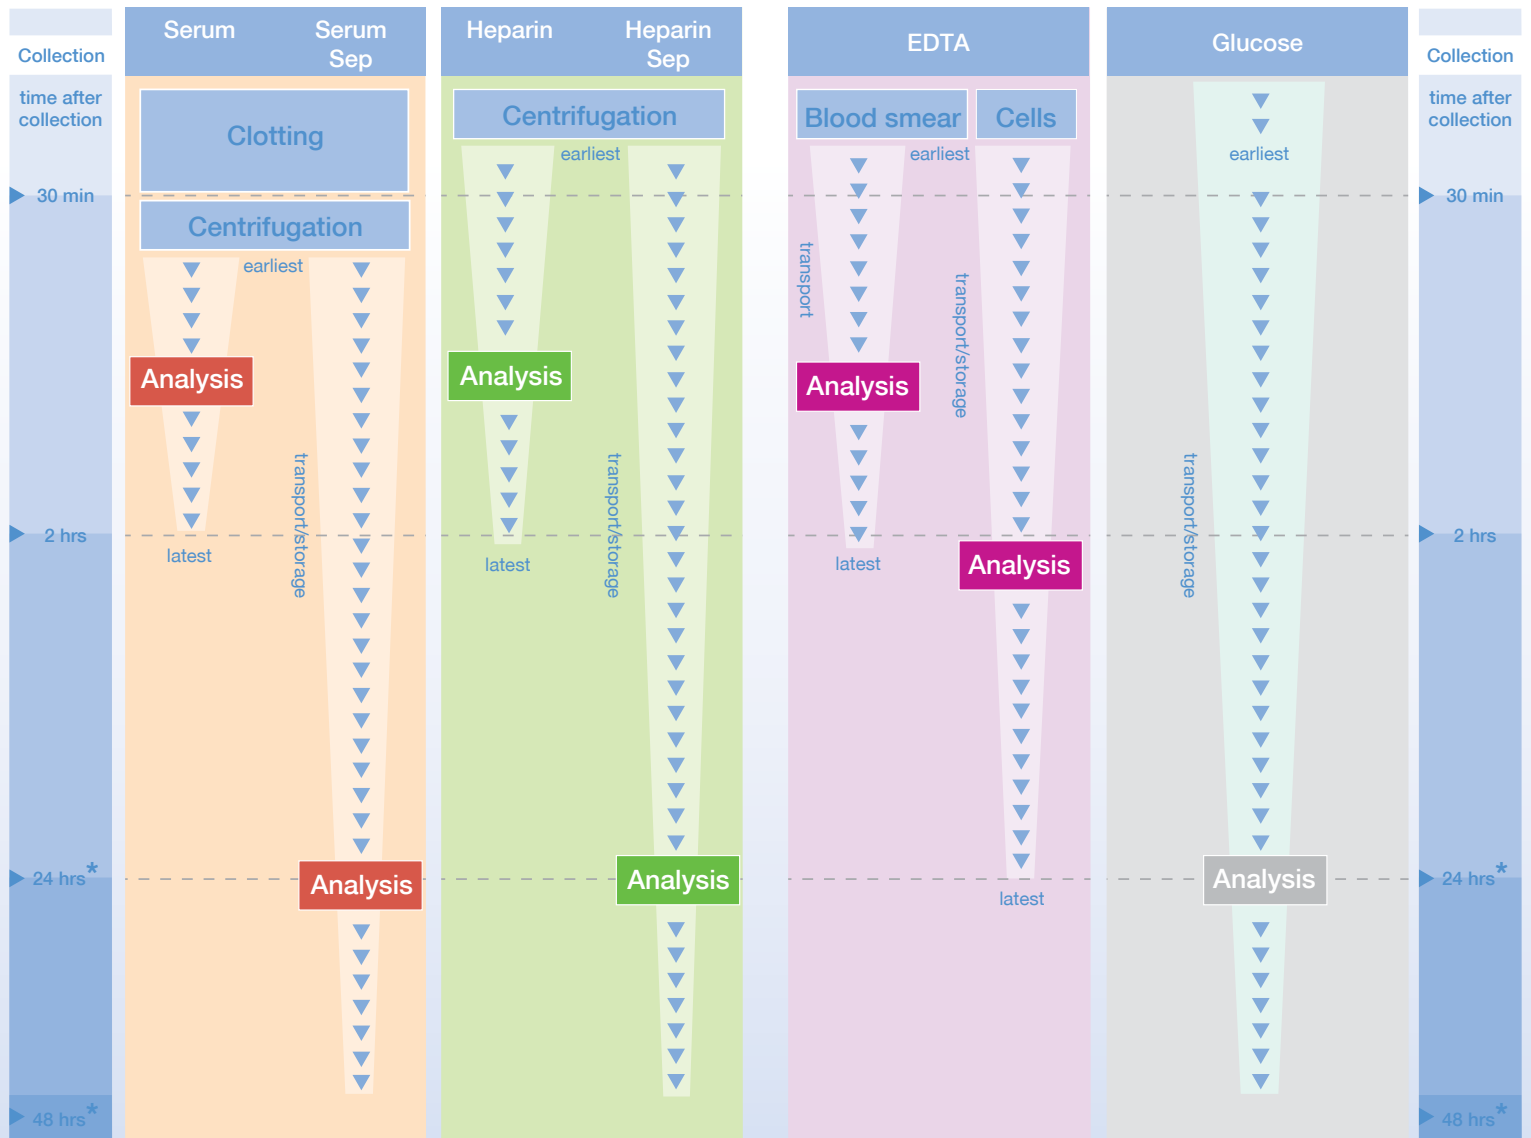 Serum
Serum
Sep
Heparin
Heparin
Sep
EDTA
Glucose
Collection
Collection
time after
collection
time after
collection
Clotting
Centrifugation
Blood smear
Cells
earliest
earliest
earliest
30 min
30 min
Centrifugation
earliest
transport
transport/storage
Analysis
Analysis
Analysis
transport/storage
transport/storage
transport/storage
2 hrs
2 hrs
latest
latest
latest
Analysis
24 hrs*
24 hrs*
Analysis
Analysis
Analysis
latest
48 hrs*
48 hrs*